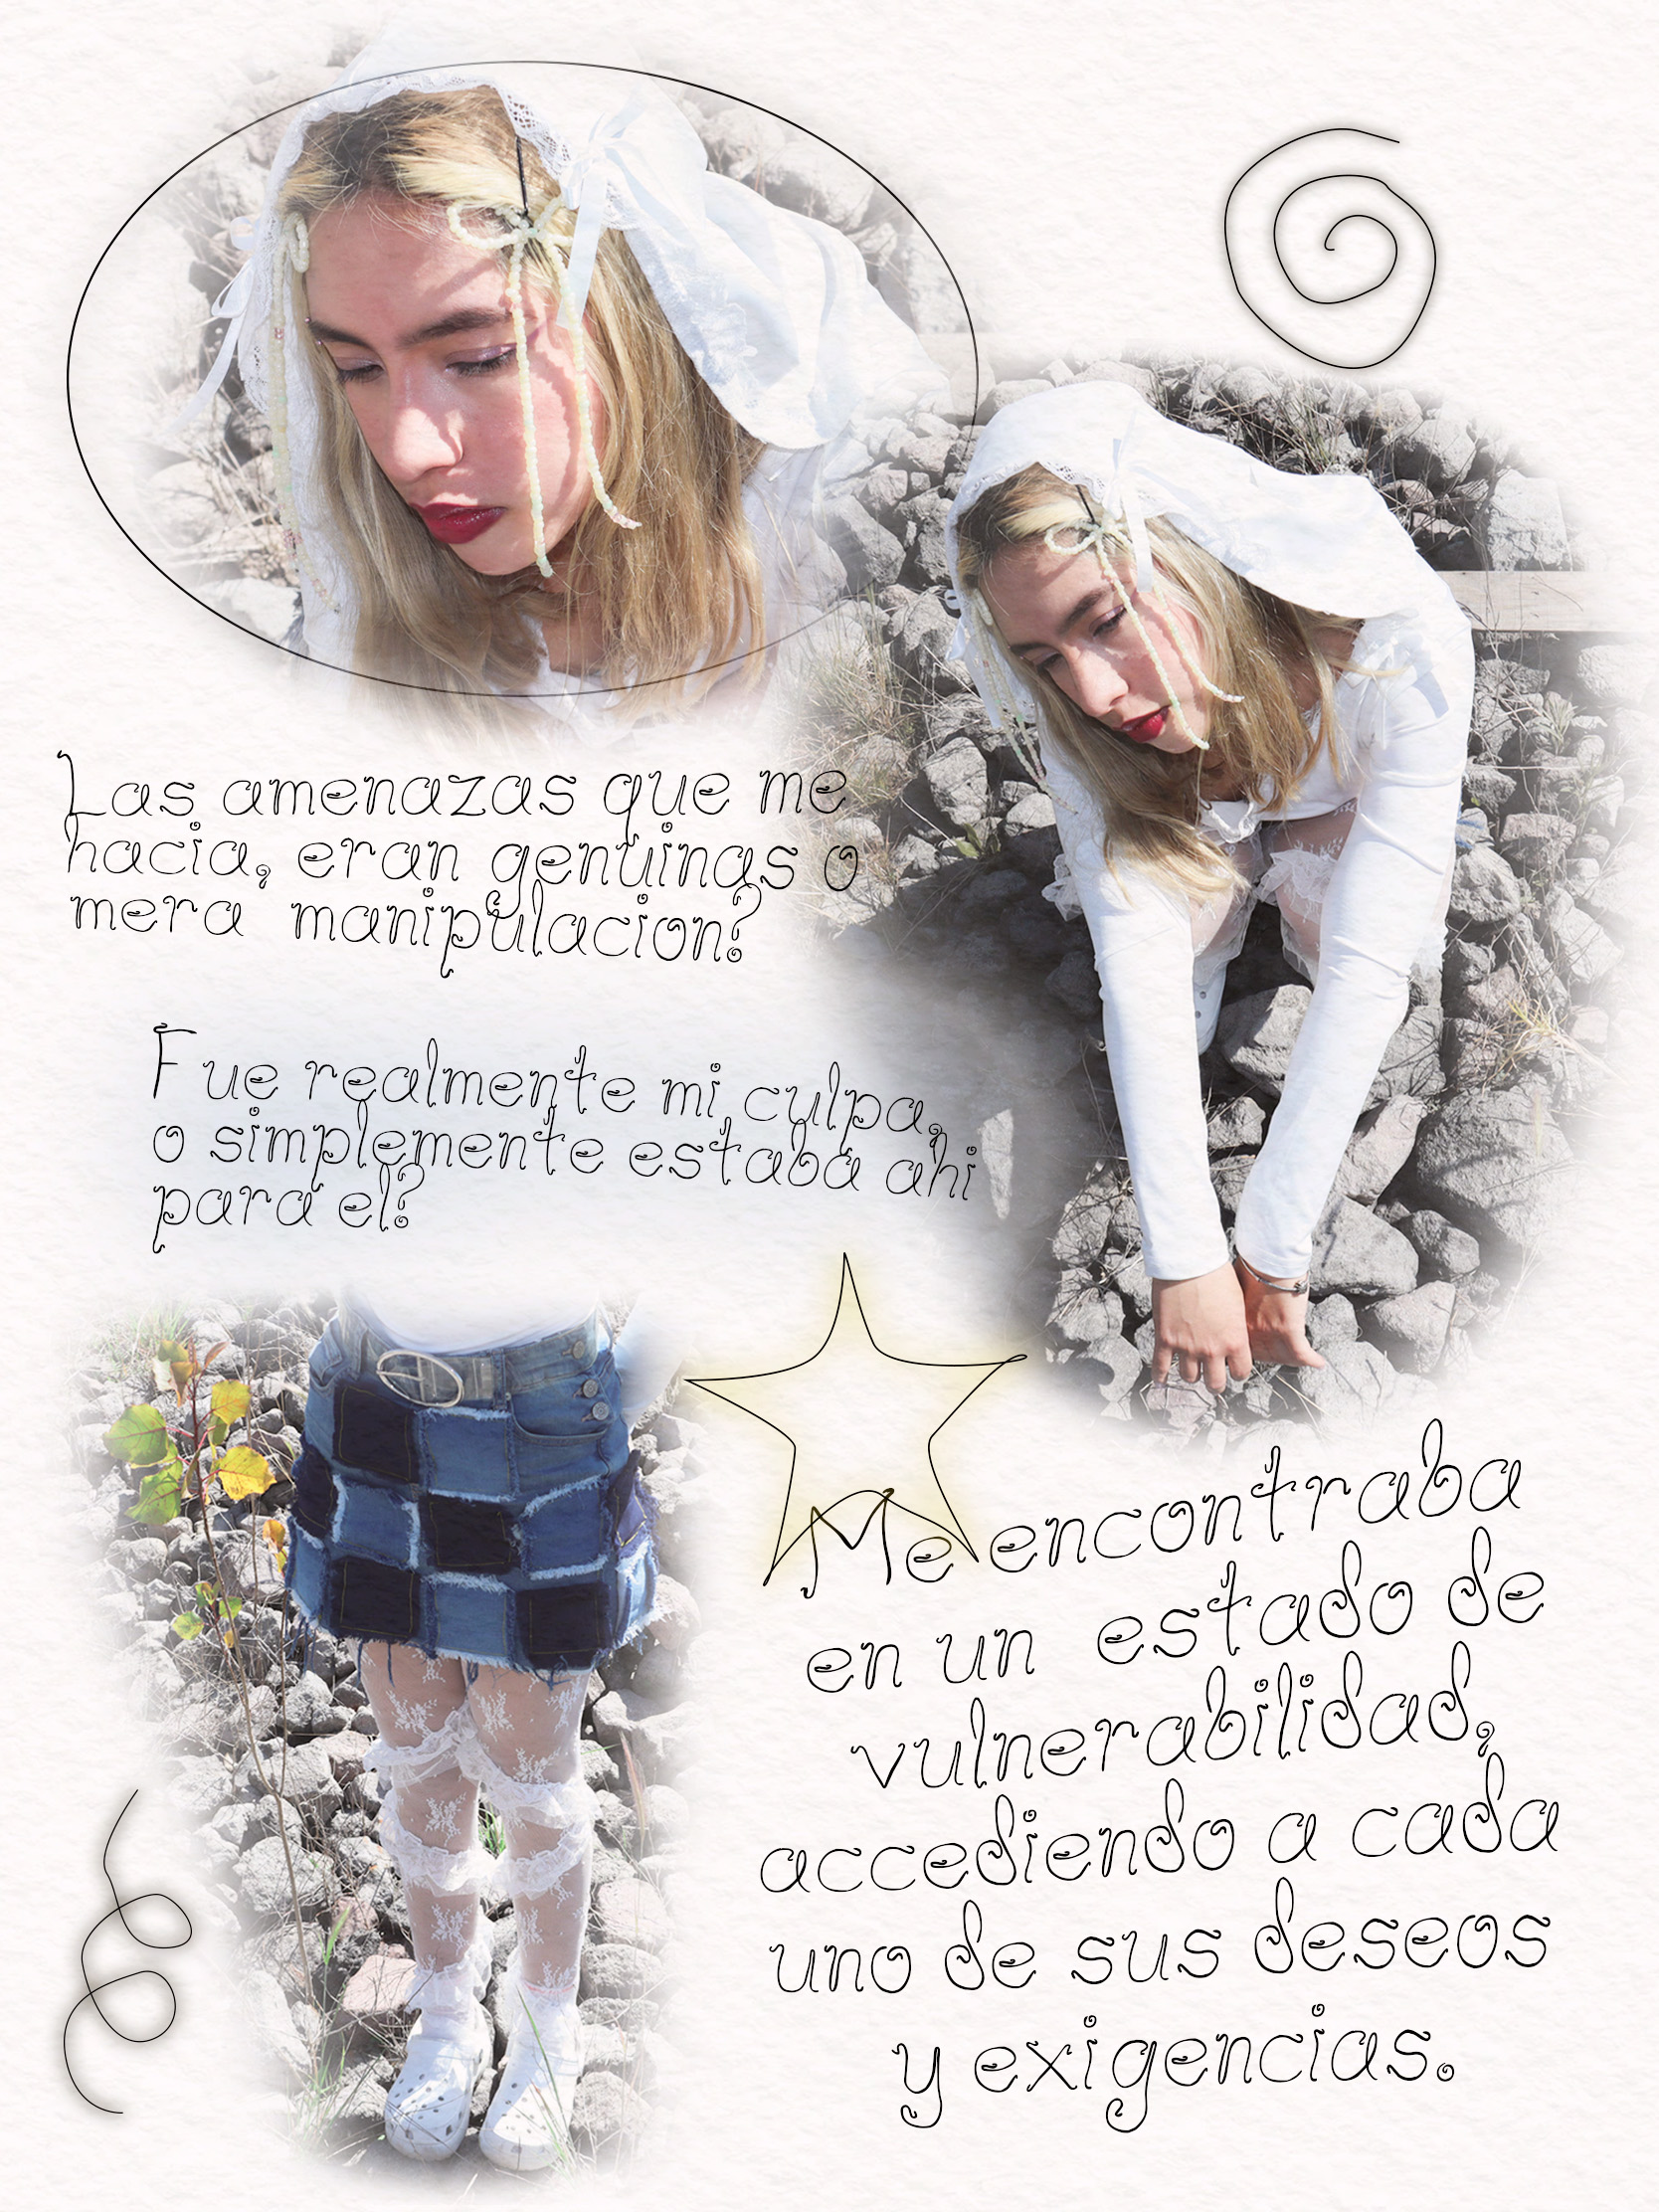 Las amenazas que me
hacia, eran genuinas o
mera manipulacion?
Fue realmente mi culpa,
o simplemente estaba ahi
para el?
Me encontraba
en un estado de
vulnerabilidad,
accediendo a cada
uno de sus deseos
y exigencias.